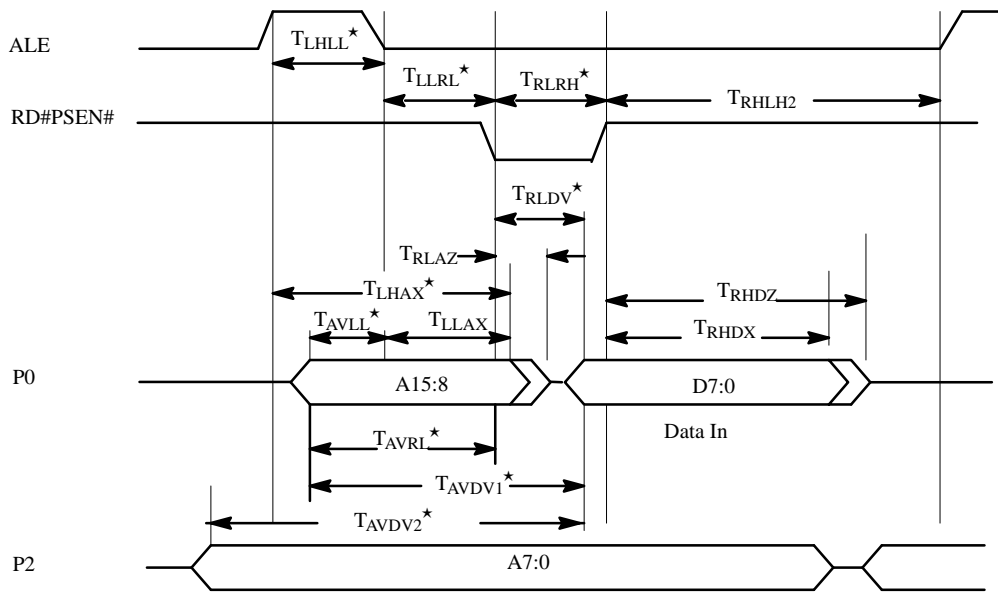 ALE
TLHLL★
TLLRL★
TRLRH★
TRHLH2
RD#PSEN#
TRLDV★
TRLAZ
TLHAX★
TRHDZ
TAVLL★
TLLAX
TRHDX
P0
A15:8
D7:0
TAVRL★
Data In
TAVDV1★
TAVDV2★
P2
A7:0